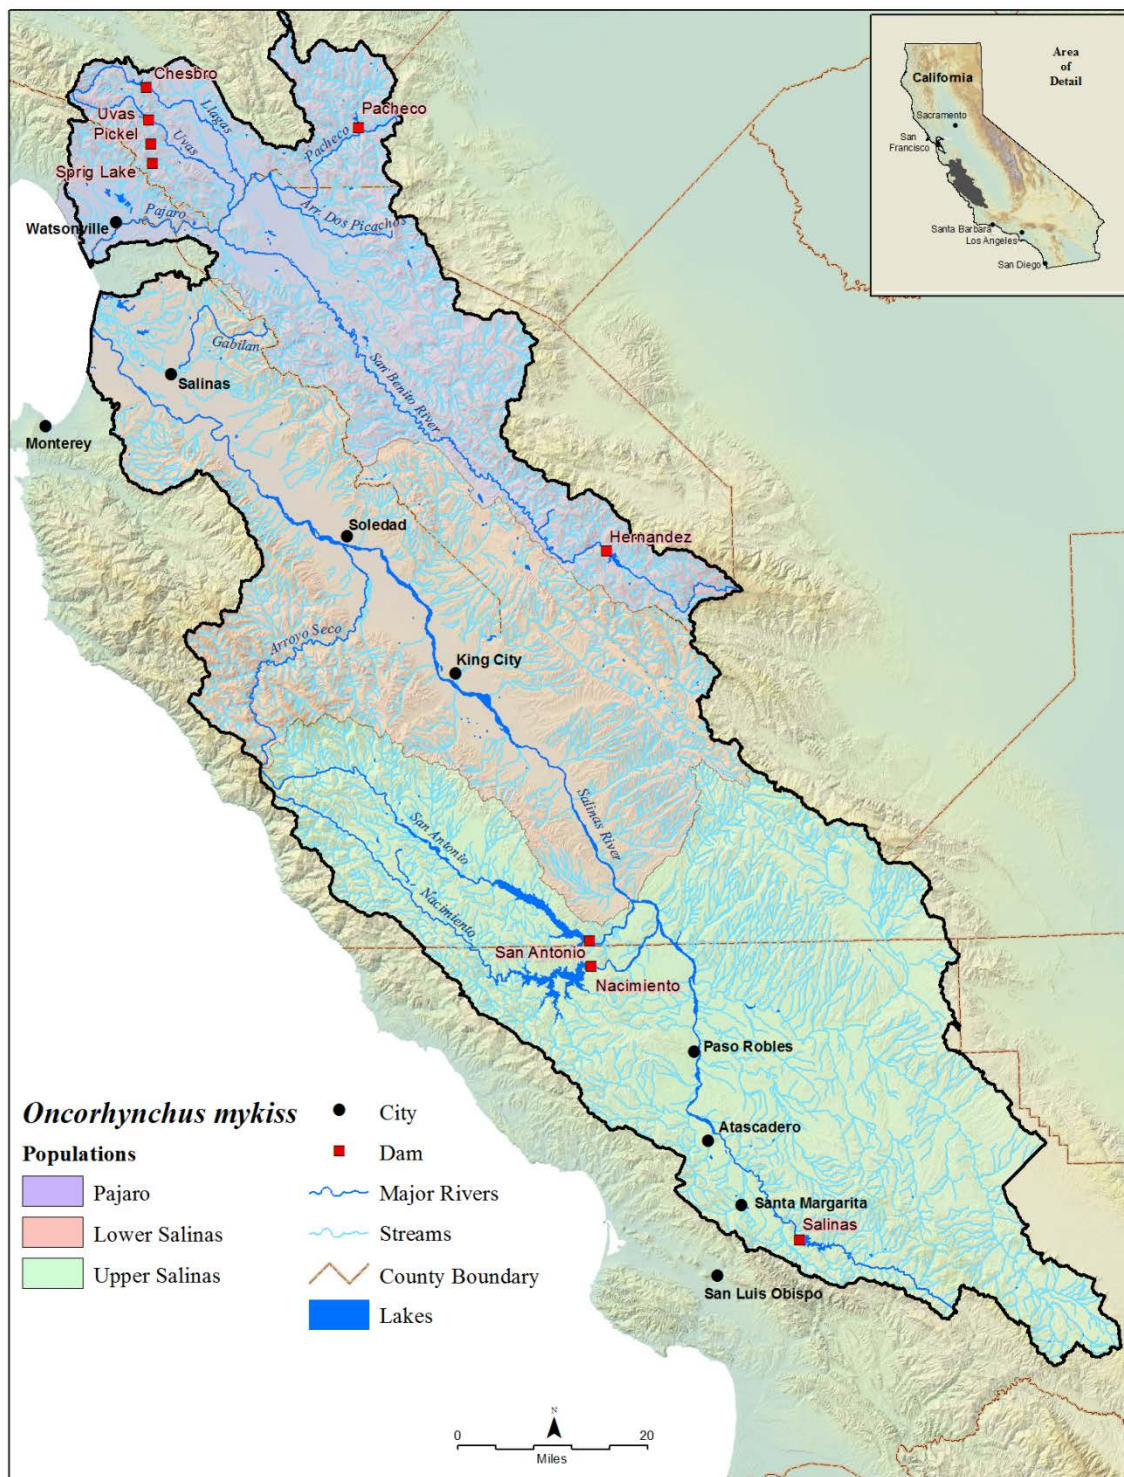 Chesbro
Llagas
Uvas
Pickel
Uvas
Sprig Lake
Pacheco
Pacheco
Arr. Dos Picachos
Pajaro
Watsonville
Gabilan
Salinas
Monterey
San Benito River
Soledad
Hernandez
Arroyo Seco
King City
Salinas River
San Antonio
Nacimiento
San Antonio
Nacimiento
Paso Robles
Atascadero
Santa Margarita
Salinas
San Luis Obispo
Area
of
Detail
California
Sacramento
San
Francisco
Santa Barbara
Los Angeles
San Diego
Oncorhynchus mykiss
Populations
Pajaro
Lower Salinas
Upper Salinas
City
Dam
Major Rivers
Streams
County Boundary
Lakes
N
0 20
Miles